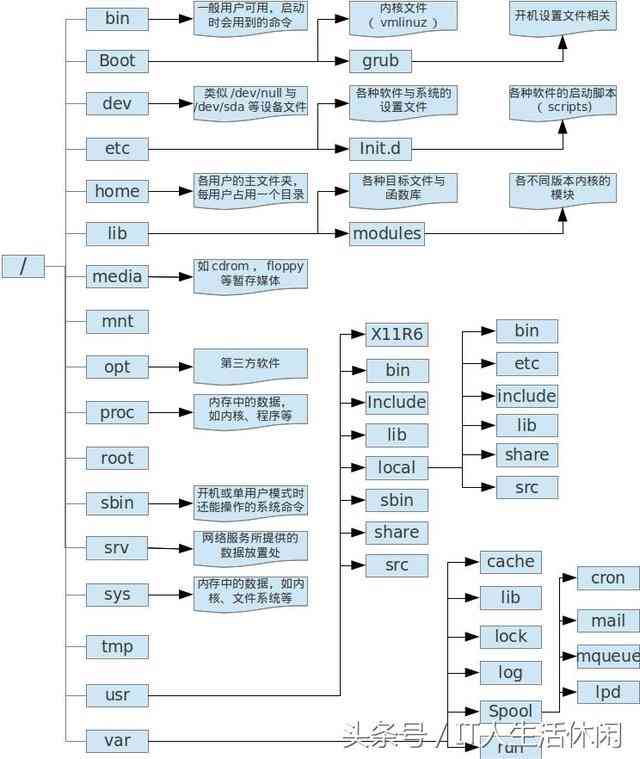 bin
一般用户可用，启动
时会用到的命令
内核文件
（ vmlinuz ）
开机设置文件相关
Boot
grub
dev
类似 /dev/null 与
/dev/sda 等设备文件
各种软件与系统的
设置文件
各种软件的启动脚本
（ scripts)
etc
Init.d
home
各用户的主文件夹，
每用户占用一个目录
各种目标文件与
函数库
各不同版本内核的
模块
lib
modules
/
media
如 cdrom ， floppy
等暂存媒体
mnt
opt
第三方软件
proc
内存中的数据，
如内核、程序等
root
sbin
开机或单用户模式时
还能操作的系统命令
srv
网络服务所提供的
数据放置处
sys
内存中的数据，如内
核、文件系统等
tmp
usr
var
X11R6
bin
Include
lib
local
sbin
share
src
bin
etc
include
lib
share
src
cache
lib
lock
log
Spool
run
cron
mail
mqueue
lpd
头条号 / IT人生活休闲